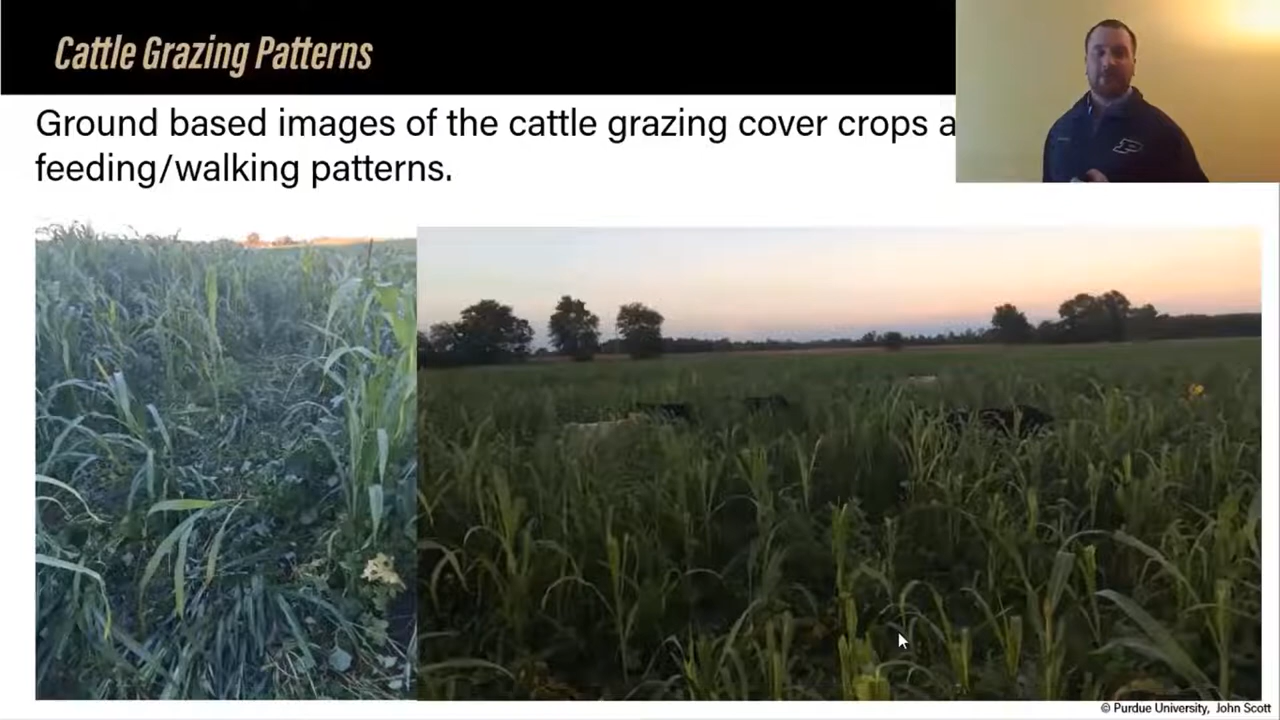 Cattle Grazing Patterns
Ground based images of the cattle grazing cover crops a
feeding/walking patterns.
© Purdue University, John Scott